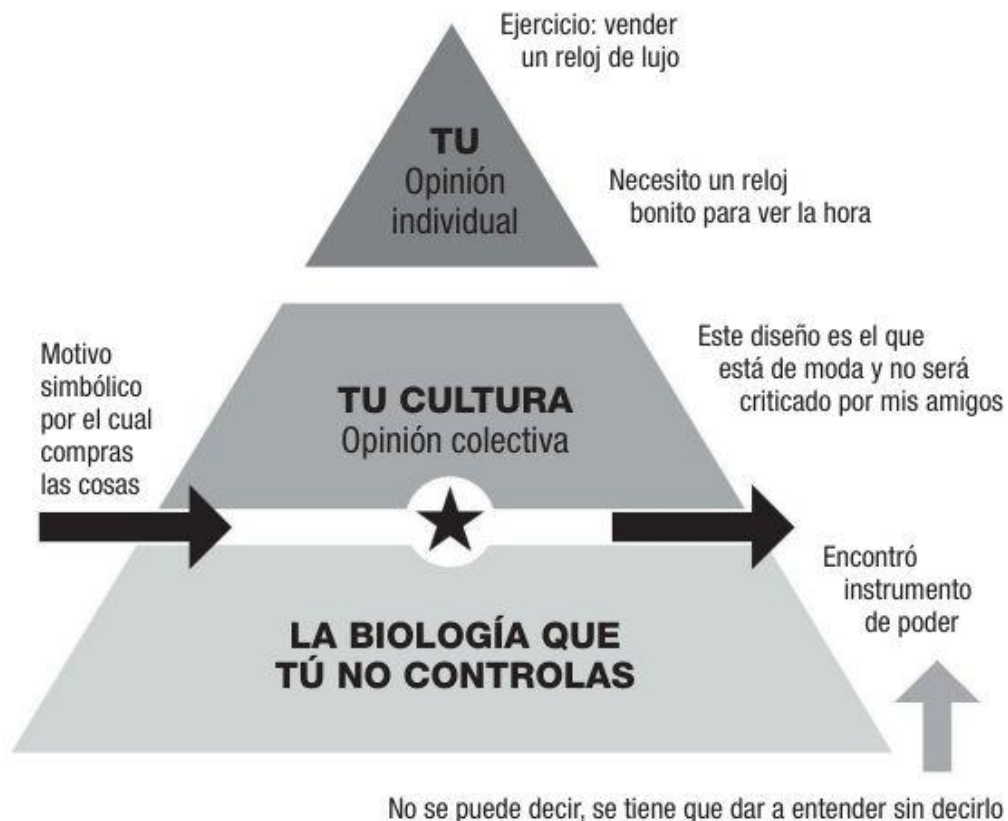 Ejercicio: vender
un reloj de lujo
TU
Opinión
individual
Necesito un reloj
bonito para ver la hora
Motivo
simbólico
por el cual
compras
las cosas
TU CULTURA
Opinión colectiva
Este diseño es el que
está de moda y no será
criticado por mis amigos
Encontró
instrumento
de poder
LA BIOLOGÍA QUE
TÚ NO CONTROLAS
No se puede decir, se tiene que dar a entender sin decirlo